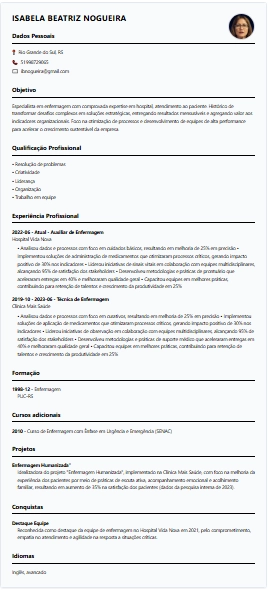 ISABELA BEATRIZ NOGUEIRA
Dados Pessoais
Rio Grande do Sul, RS
51998729865
ibnogueira@gmail.com
Objetivo
Especialista em enfermagem com comprovada expertise em hospital, atendimento ao paciente. Histórico de
transformar desafios complexos em soluções estratégicas, entregando resultados mensuráveis e agregando valor aos
indicadores organizacionais. Foco na otimização de processos e desenvolvimento de equipes de alta performance
para acelerar o crescimento sustentável da empresa.
Qualificação Profissional
• Resolução de problemas
• Criatividade
• Liderança
• Organização
• Trabalho em equipe
Experiência Profissional
2022-06 - Atual - Auxiliar de Enfermagem
Hospital Vida Nova
• Analisou dados e processos com foco em cuidados básicos, resultando em melhoria de 25% em precisão •
Implementou soluções de administração de medicamentos que otimizaram processos críticos, gerando impacto
positivo de 30% nos indicadores • Liderou iniciativas de sinais vitais em colaboração com equipes multidisciplinares,
alcançando 95% de satisfação dos stakeholders • Desenvolveu metodologias e práticas de prontuário que
aceleraram entregas em 40% e melhoraram qualidade geral • Capacitou equipes em melhores práticas,
contribuindo para retenção de talentos e crescimento da produtividade em 25%
2019-10 - 2023-06 - Técnica de Enfermagem
Clínica Mais Saúde
• Analisou dados e processos com foco em curativos, resultando em melhoria de 25% em precisão • Implementou
soluções de aplicação de medicamentos que otimizaram processos críticos, gerando impacto positivo de 30% nos
indicadores • Liderou iniciativas de observação em colaboração com equipes multidisciplinares, alcançando 95% de
satisfação dos stakeholders • Desenvolveu metodologias e práticas de suporte médico que aceleraram entregas em
40% e melhoraram qualidade geral • Capacitou equipes em melhores práticas, contribuindo para retenção de
talentos e crescimento da produtividade em 25%
Formação
1998-12 - Enfermagem
PUC-RS
Cursos adicionais
2010 - Curso de Enfermagem com Ênfase em Urgência e Emergência (SENAC)
Projetos
Enfermagem Humanizada"
Idealizadora do projeto "Enfermagem Humanizada", implementado na Clínica Mais Saúde, com foco na melhoria da
experiência dos pacientes por meio de práticas de escuta ativa, acompanhamento emocional e acolhimento
familiar, resultando em aumento de 35% na satisfação dos pacientes (dados da pesquisa interna de 2023).
Conquistas
Destaque Equipe
Reconhecida como destaque da equipe de enfermagem no Hospital Vida Nova em 2021, pelo comprometimento,
empatia no atendimento e agilidade na resposta a situações críticas.
Idiomas
Inglês, avançado.